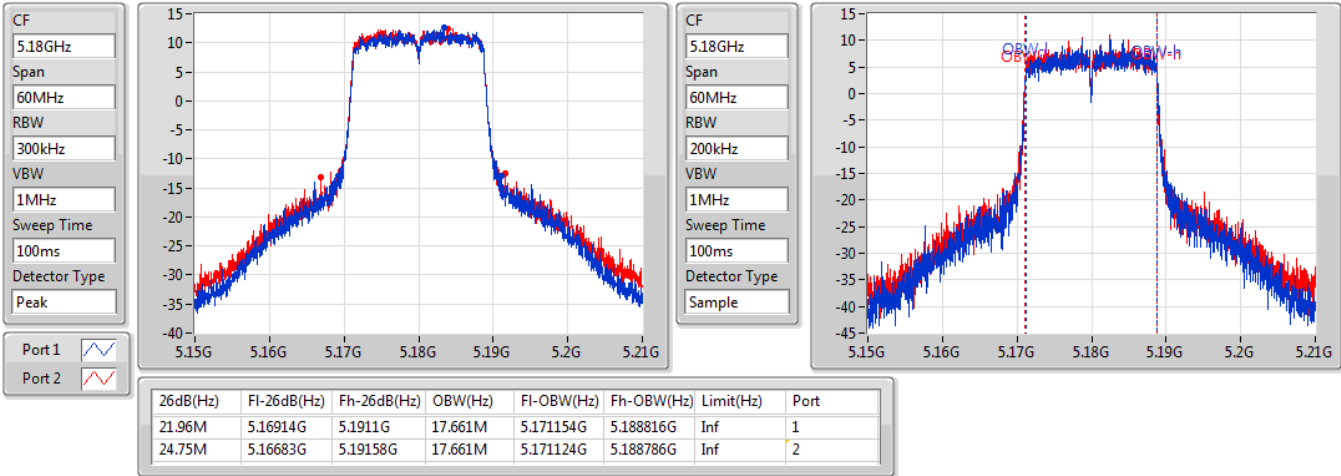 CF
5.18GHz
Span
60MHz
RBW
300kHz
VBW
1MHz
Sweep Time
100ms
Detector Type
Peak
Port 1
Port 2
15
10
5
0
-5
-10
-15
-20
-25
-30
-35
-40
5.15G 5.16G 5.17G 5.18G 5.19G 5.2G 5.21G
CF
5.18GHz
Span
60MHz
RBW
200kHz
VBW
1MHz
Sweep Time
100ms
Detector Type
Sample
15
10
5
0
-5
-10
-15
-20
-25
-30
-35
-40
-45
OBW-l OBW-h
5.15G 5.16G 5.17G 5.18G 5.19G 5.2G 5.21G
26dB(Hz) Fl-26dB(Hz) Fh-26dB(Hz) OBW(Hz) Fl-OBW(Hz) Fh-OBW(Hz) Limit(Hz) Port
21.96M 5.16914G 5.1911G 17.661M 5.171154G 5.188816G Inf 1
24.75M 5.16683G 5.19158G 17.661M 5.171124G 5.188786G Inf 2